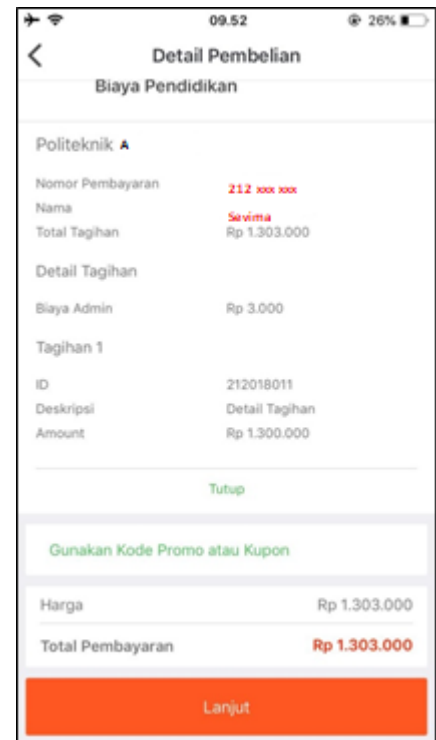 09.52
26%
Detail Pembelian
Biaya Pendidikan
Politeknik A
Nomor Pembayaran 212 xxx xxx
Nama Sevima
Total Tagihan Rp 1.303.000
Detail Tagihan
Biaya Admin Rp 3.000
Tagihan 1
ID 212018011
Deskripsi Detail Tagihan
Amount Rp 1.300.000
Tutup
Gunakan Kode Promo atau Kupon
Harga Rp 1.303.000
Total Pembayaran Rp 1.303.000
Lanjut